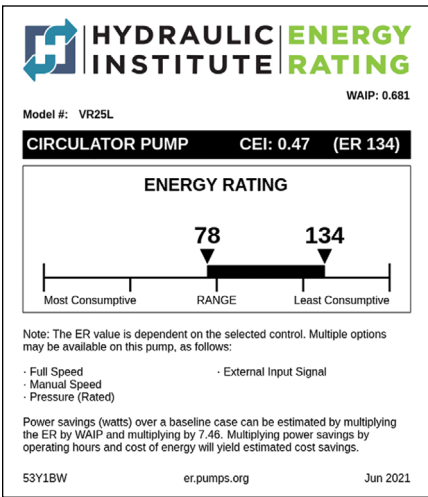 HYDRAULIC ENERGY
INSTITUTE RATING
WAIP: 0.681
Model #: VR25L
CIRCULATOR PUMP CEI: 0.47 (ER 134)
ENERGY RATING
78 134
Most Consumptive RANGE Least Consumptive
Note: The ER value is dependent on the selected control. Multiple options
may be available on this pump, as follows:
· Full Speed · External Input Signal
· Manual Speed
· Pressure (Rated)
Power savings (watts) over a baseline case can be estimated by multiplying
the ER by WAIP and multiplying by 7.46. Multiplying power savings by
operating hours and cost of energy will yield estimated cost savings.
53Y1BW er.pumps.org Jun 2021